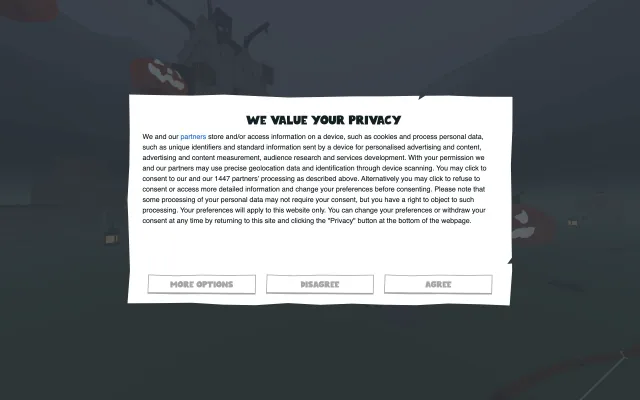 WE VALUE YOUR PRIVACY
We and our partners store and/or access information on a device, such as cookies and process personal data,
such as unique identifiers and standard information sent by a device for personalised advertising and content,
advertising and content measurement, audience research and services development. With your permission we
and our partners may use precise geolocation data and identification through device scanning. You may click to
consent to our and our 1447 partners' processing as described above. Alternatively you may click to refuse to
consent or access more detailed information and change your preferences before consenting. Please note that
some processing of your personal data may not require your consent, but you have a right to object to such
processing. Your preferences will apply to this website only. You can change your preferences or withdraw your
consent at any time by returning to this site and clicking the "Privacy" button at the bottom of the webpage.
MORE OPTIONS
DISAGREE
AGREE